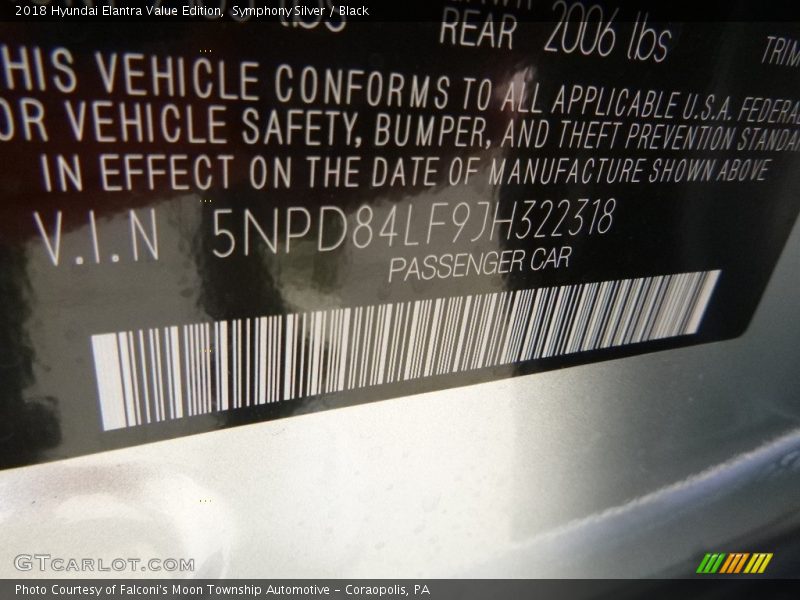 2018 Hyundai Elantra Value Edition, Symphony Silver / Black
lbs
REAR 2006 lbs
TRIM
THIS VEHICLE CONFORMS TO ALL APPLICABLE U.S.A. FEDERAL
OR VEHICLE SAFETY, BUMPER, AND THEFT PREVENTION STANDA
IN EFFECT ON THE DATE OF MANUFACTURE SHOWN ABOVE
V.I.N 5NPD84LF9JH322318
PASSENGER CAR
GTCARLOT.COM
Photo Courtesy of Falconi's Moon Township Automotive - Coraopolis, PA